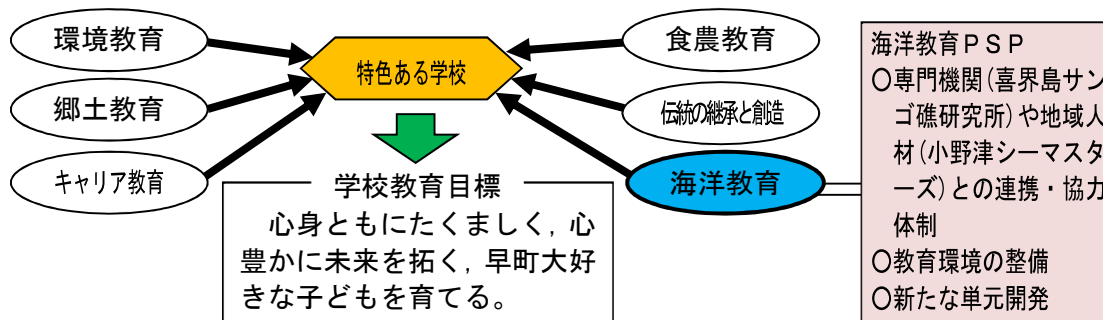 環境教育
郷土教育
キャリア教育
特色ある学校
食農教育
伝統の継承と創造
海洋教育
学校教育目標
心身ともにたくましく，心
豊かに未来を拓く，早町大好
きな子どもを育てる。
海洋教育ＰＳＰ
〇専門機関(喜界島サン
ゴ礁研究所)や地域人
材(小野津シーマスタ
ーズ)との連携・協力
体制
〇教育環境の整備
〇新たな単元開発